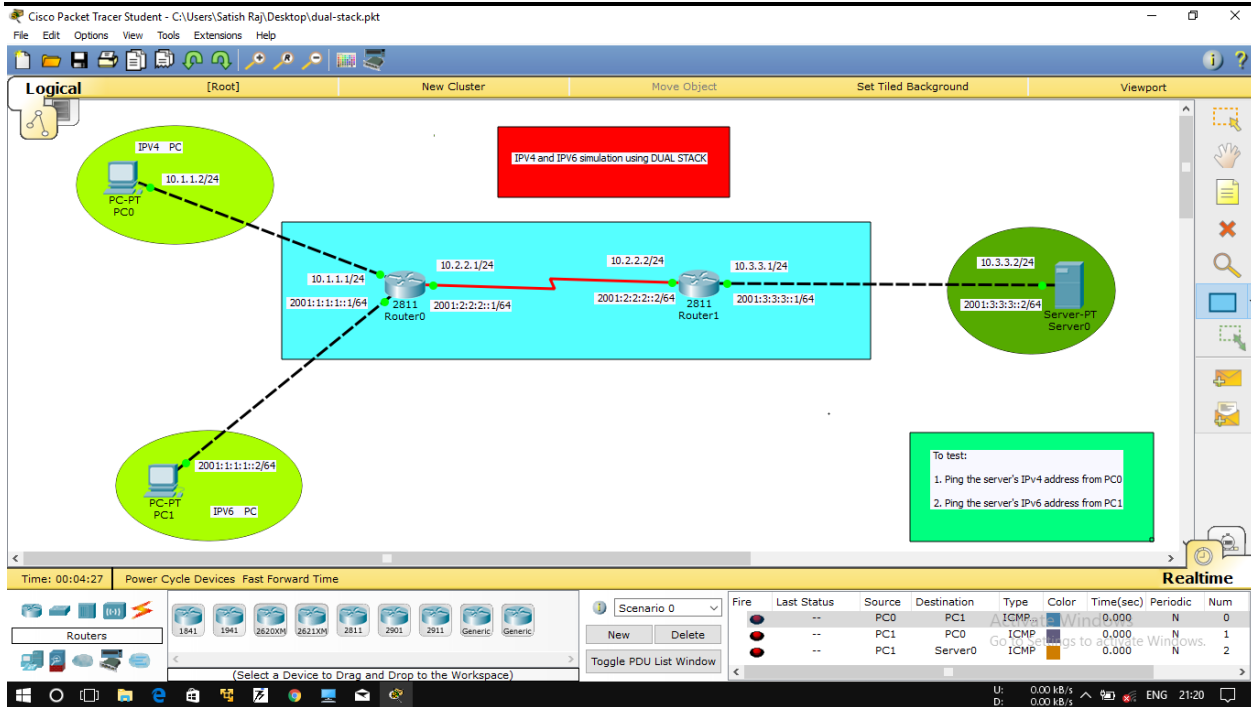 Cisco Packet Tracer Student - C:\Users\Satish Raj\Desktop\dual-stack.pkt
File Edit Options View Tools Extensions Help
Logical [Root] New Cluster Move Object Set Tiled Background Viewport
IPV4 PC
10.1.1.2/24
PC-PT
PC0
IPV4 and IPV6 simulation using DUAL STACK
10.1.1.1/24
2001:1:1:1::1/64
10.2.2.1/24
2001:2:2:2::1/64
2811
Router0
10.2.2.2/24
2001:2:2:2::2/64
2811
Router1
10.3.3.1/24
2001:3:3:3::1/64
10.3.3.2/24
2001:3:3:3::2/64
Server-PT
Server0
2001:1:1:1::2/64
PC-PT
PC1
IPV6 PC
To test:
1. Ping the server's IPv4 address from PC0
2. Ping the server's IPv6 address from PC1
Time: 00:04:27 Power Cycle Devices Fast Forward Time Realtime
Routers
1841 1941 2620XM 2621XM 2811 2901 2911 Generic Generic
(Select a Device to Drag and Drop to the Workspace)
Scenario 0
New Delete
Toggle PDU List Window
Fire Last Status Source Destination Type Color Time(sec) Periodic Num
-- PC0 PC1 ICMP... 0.000 N 0
-- PC1 PC0 ICMP 0.000 N 1
-- PC1 Server0 ICMP 0.000 N 2
Activate Windows
Go to Settings to activate Windows.
U: 0.00 kB/s
D: 0.00 kB/s
ENG 21:20